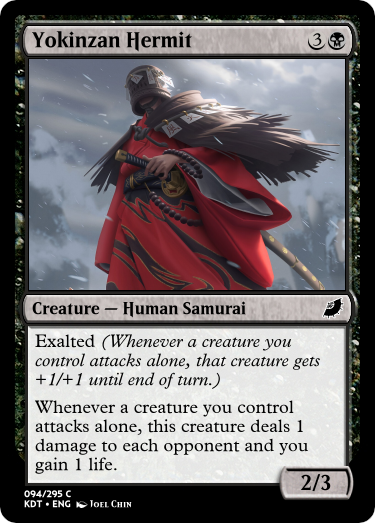 Yokinzan Hermit 3
Creature — Human Samurai
Exalted (Whenever a creature you
control attacks alone, that creature gets
+1/+1 until end of turn.)
Whenever a creature you control
attacks alone, this creature deals 1
damage to each opponent and you
gain 1 life.
2/3
094/295 C
KDT • ENG Joel Chin